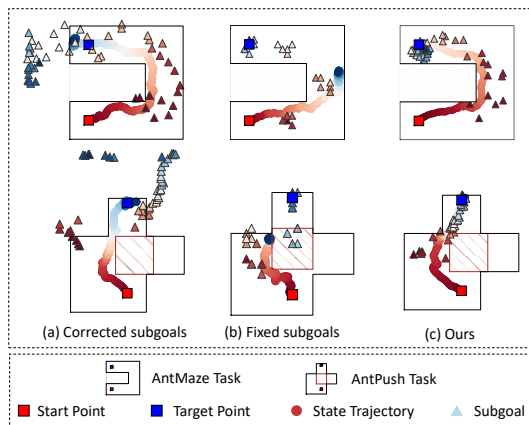 (a) Corrected subgoals
(b) Fixed subgoals
(c) Ours
AntMaze Task
AntPush Task
Start Point
Target Point
State Trajectory
Subgoal